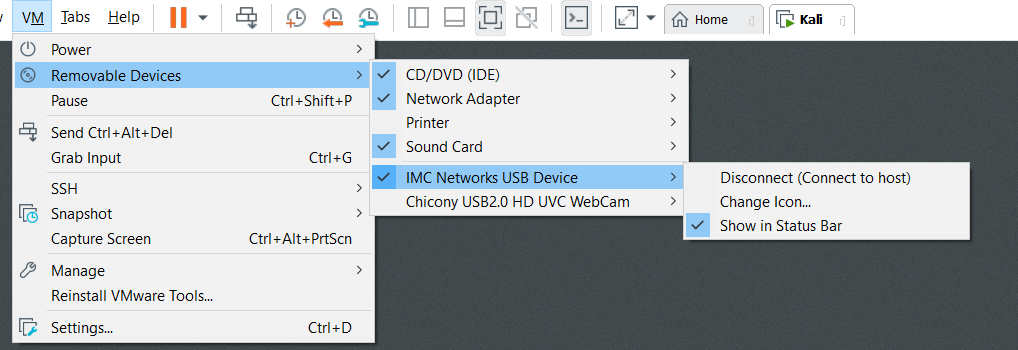 VM Tabs Help Home Kali
Power
Removable Devices
Pause Ctrl+Shift+P
Send Ctrl+Alt+Del
Grab Input Ctrl+G
SSH
Snapshot
Capture Screen Ctrl+Alt+PrtScn
Manage
Reinstall VMware Tools...
Settings... Ctrl+D
CD/DVD (IDE)
Network Adapter
Printer
Sound Card
IMC Networks USB Device
Chicony USB2.0 HD UVC WebCam
Disconnect (Connect to host)
Change Icon...
Show in Status Bar